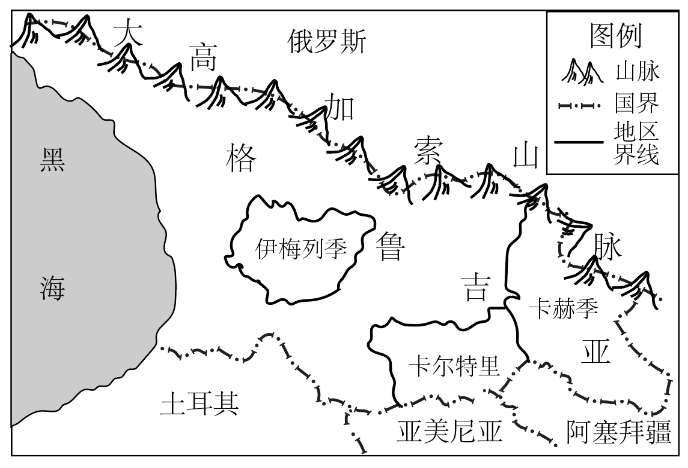 大高加索山脉
俄罗斯
图例
山脉
国界
地区
界线
黑海
格鲁吉亚
伊梅列季
卡赫季
卡尔特里
土耳其
亚美尼亚
阿塞拜疆